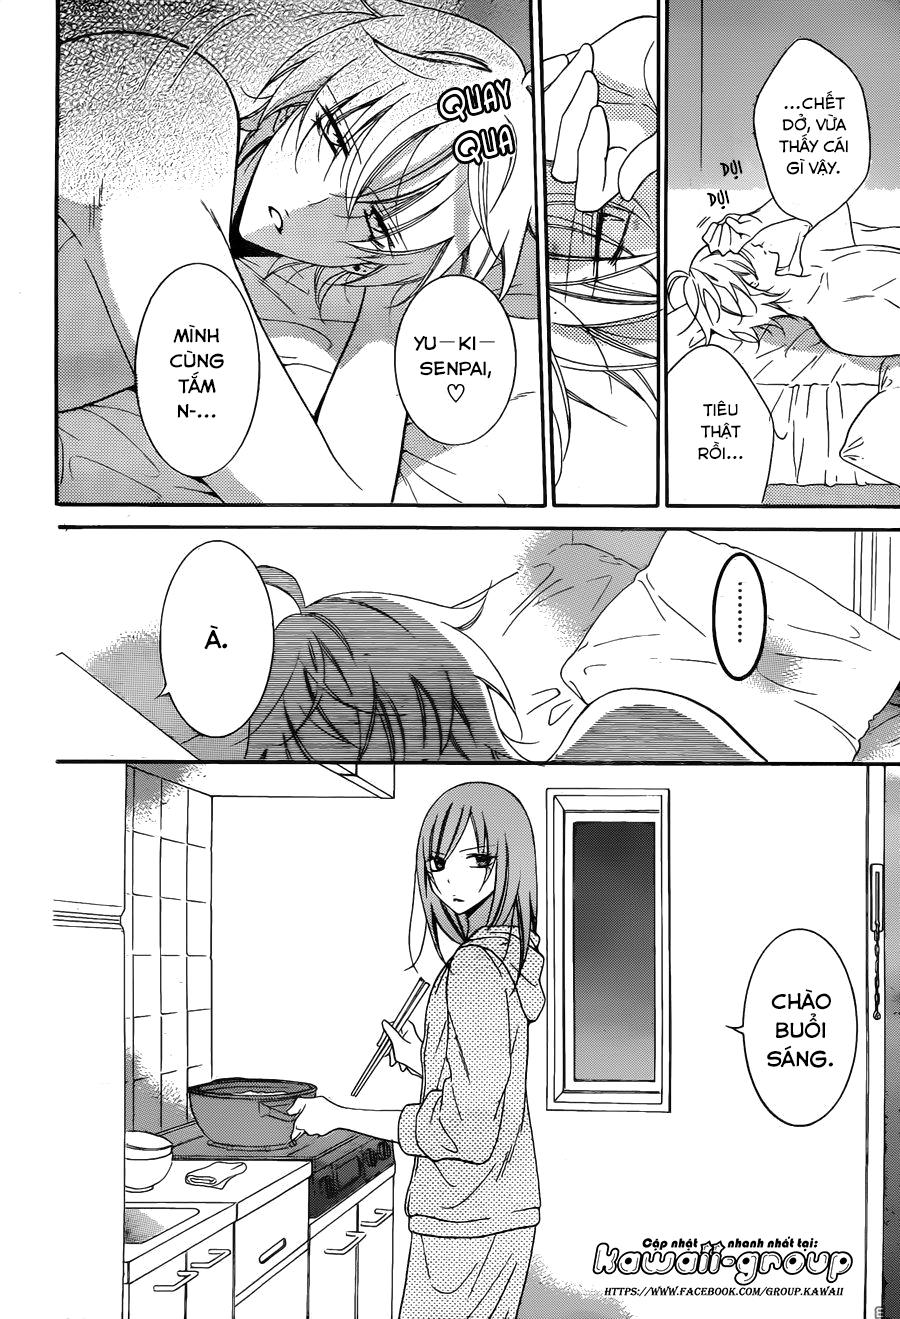 ...CHẾT
DỞ, VỪA
THẤY CÁI
GÌ VẬY.
DỤI
DỤI
TIÊU
THẬT
RỒI...
QUAY
QUA
YU—KI—
SENPAI,
♡
MÌNH
CÙNG
TẮM
N-...
.........
À.
CHÀO
BUỔI
SÁNG.
Cập nhật nhanh nhất tại:
kawaii-group
HTTPS://WWW.FACEBOOK.COM/GROUP.KAWAII